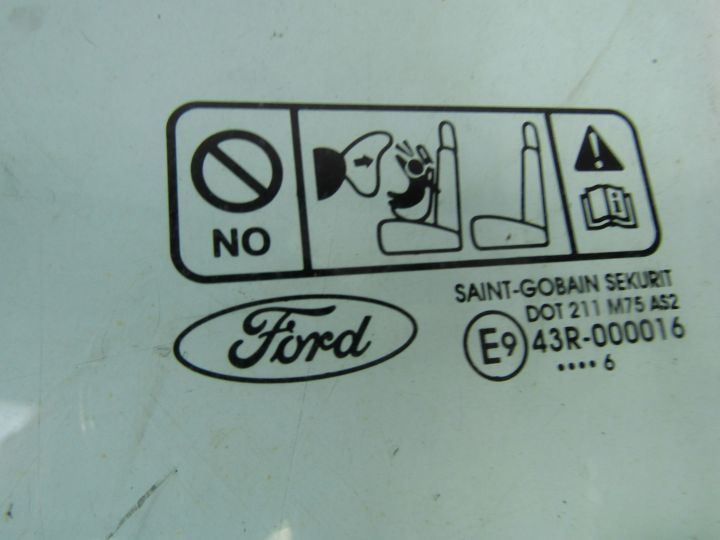 NO
Ford
SAINT-GOBAIN SEKURIT
DOT 211 M75 AS2
E9 43R-000016
•••• 6